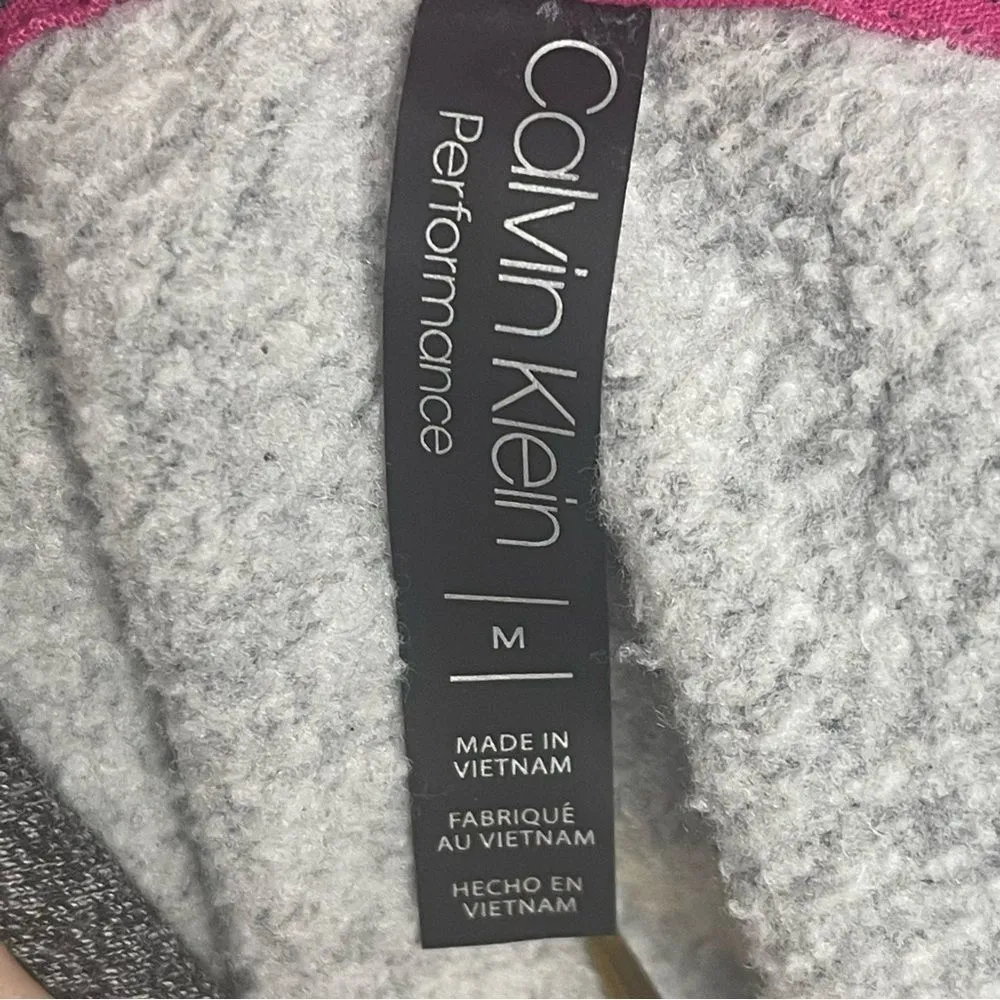 Calvin Klein
Performance
M
MADE IN
VIETNAM
FABRIQUÉ
AU VIETNAM
HECHO EN
VIETNAM